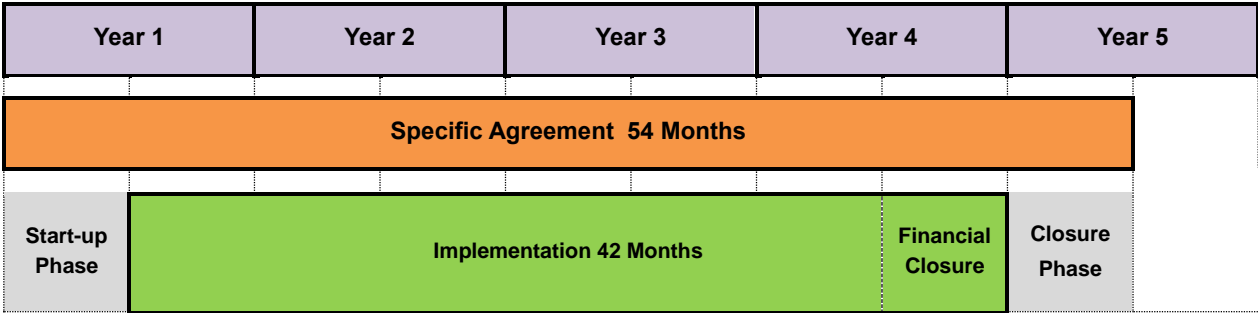 Year 1
Year 2
Year 3
Year 4
Year 5
Specific Agreement  54 Months
Start-up
Phase
Implementation 42 Months
Financial
Closure
Closure
Phase